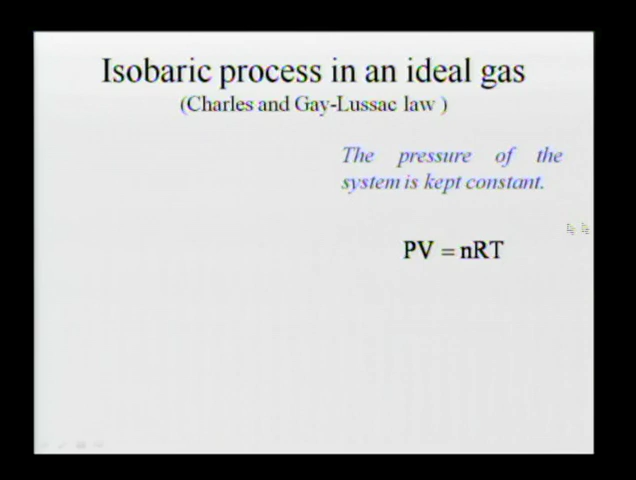 Isobaric process in an ideal gas
(Charles and Gay-Lussac law )
The pressure of the
system is kept constant.
PV = nRT